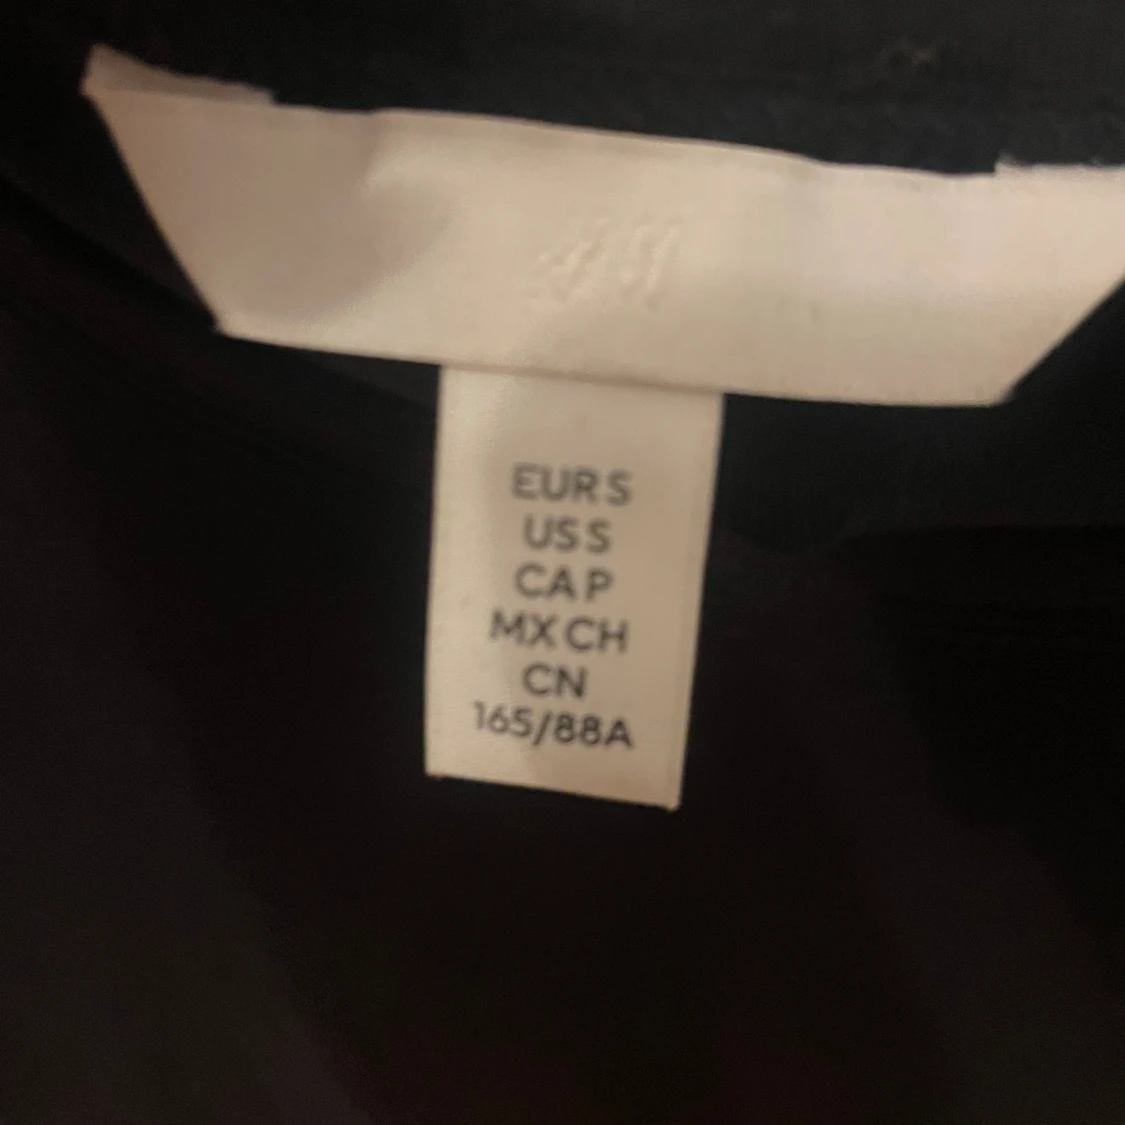 H&M
EUR S
US S
CA P
MX CH
CN
165/88A